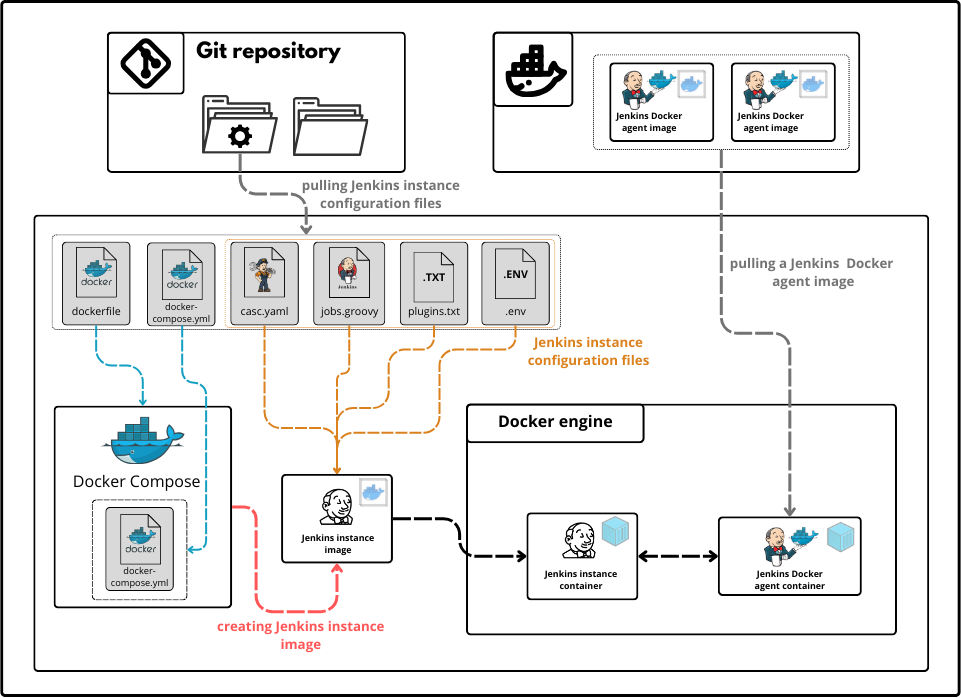 Git repository
Jenkins Docker
agent image
Jenkins Docker
agent image
pulling Jenkins instance
configuration files
pulling a Jenkins Docker
agent image
docker
dockerfile
docker
docker-
compose.yml
casc.yaml
Jenkins
jobs.groovy
.TXT
plugins.txt
.ENV
.env
Jenkins instance
configuration files
Docker Compose
docker
docker-
compose.yml
Jenkins instance
image
creating Jenkins instance
image
Docker engine
Jenkins instance
container
Jenkins Docker
agent container